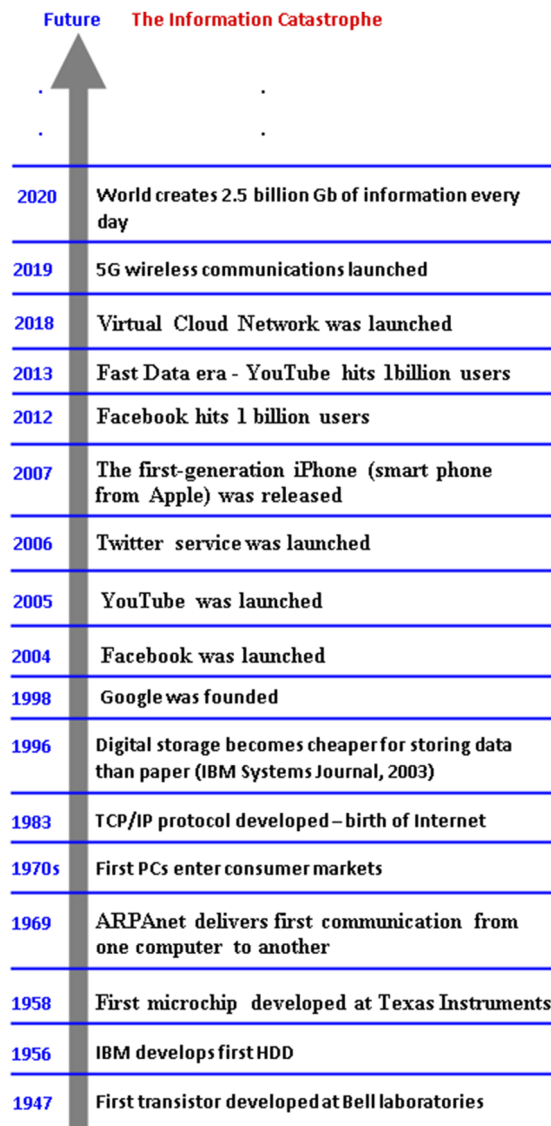 Future The Information Catastrophe
. .
. .
2020 World creates 2.5 billion Gb of information every
day
2019 5G wireless communications launched
2018 Virtual Cloud Network was launched
2013 Fast Data era - YouTube hits 1billion users
2012 Facebook hits 1 billion users
2007 The first-generation iPhone (smart phone
from Apple) was released
2006 Twitter service was launched
2005 YouTube was launched
2004 Facebook was launched
1998 Google was founded
1996 Digital storage becomes cheaper for storing data
than paper (IBM Systems Journal, 2003)
1983 TCP/IP protocol developed – birth of Internet
1970s First PCs enter consumer markets
1969 ARPAnet delivers first communication from
one computer to another
1958 First microchip developed at Texas Instruments
1956 IBM develops first HDD
1947 First transistor developed at Bell laboratories